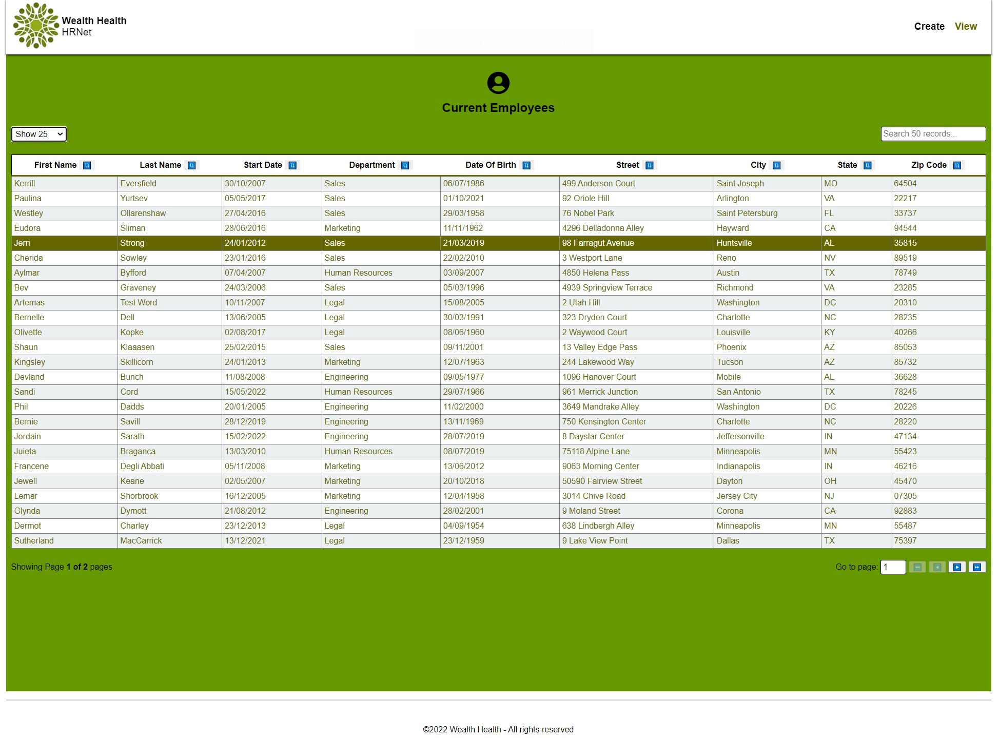 Wealth Health
HRNet
Create View
Current Employees
Show 25
Search 50 records...
First Name Last Name Start Date Department Date Of Birth Street City State Zip Code
Kerrill Eversfield 30/10/2007 Sales 06/07/1986 499 Anderson Court Saint Joseph MO 64504
Paulina Yurtsev 05/05/2017 Sales 01/10/2021 92 Oriole Hill Arlington VA 22217
Westley Ollarenshaw 27/04/2016 Sales 29/03/1958 76 Nobel Park Saint Petersburg FL 33737
Eudora Sliman 28/06/2016 Marketing 11/11/1962 4296 Delladonna Alley Hayward CA 94544
Jerri Strong 24/01/2012 Sales 21/03/2019 98 Farragut Avenue Huntsville AL 35815
Cherida Sowley 23/01/2016 Sales 22/02/2010 3 Westport Lane Reno NV 89519
Aylmar Byfford 07/04/2007 Human Resources 03/09/2007 4850 Helena Pass Austin TX 78749
Bev Graveney 24/03/2006 Sales 05/03/1996 4939 Springview Terrace Richmond VA 23285
Artemas Test Word 10/11/2007 Legal 15/08/2005 2 Utah Hill Washington DC 20310
Bernelle Dell 13/06/2005 Legal 30/03/1991 323 Dryden Court Charlotte NC 28235
Olivette Kopke 02/08/2017 Legal 08/06/1960 2 Waywood Court Louisville KY 40266
Shaun Klaaasen 25/02/2015 Sales 09/11/2001 13 Valley Edge Pass Phoenix AZ 85053
Kingsley Skillicorn 24/01/2013 Marketing 12/07/1963 244 Lakewood Way Tucson AZ 85732
Devland Bunch 11/08/2008 Engineering 09/05/1977 1096 Hanover Court Mobile AL 36628
Sandi Cord 15/05/2022 Human Resources 29/07/1966 961 Merrick Junction San Antonio TX 78245
Phil Dadds 20/01/2005 Engineering 11/02/2000 3649 Mandrake Alley Washington DC 20226
Bernie Savill 28/12/2019 Engineering 13/11/1969 750 Kensington Center Charlotte NC 28220
Jordain Sarath 15/02/2022 Engineering 28/07/2019 8 Daystar Center Jeffersonville IN 47134
Juieta Braganca 13/03/2010 Human Resources 08/07/2019 75118 Alpine Lane Minneapolis MN 55423
Francene Degli Abbati 05/11/2008 Marketing 13/06/2012 9063 Morning Center Indianapolis IN 46216
Jewell Keane 02/05/2007 Marketing 20/10/2018 50590 Fairview Street Dayton OH 45470
Lemar Shorbrook 16/12/2005 Marketing 12/04/1958 3014 Chive Road Jersey City NJ 07305
Glynda Dymott 21/08/2012 Engineering 28/02/2001 9 Moland Street Corona CA 92883
Dermot Charley 23/12/2013 Legal 04/09/1954 638 Lindbergh Alley Minneapolis MN 55487
Sutherland MacCarrick 13/12/2021 Legal 23/12/1959 9 Lake View Point Dallas TX 75397
Showing Page 1 of 2 pages
Go to page: 1
©2022 Wealth Health - All rights reserved